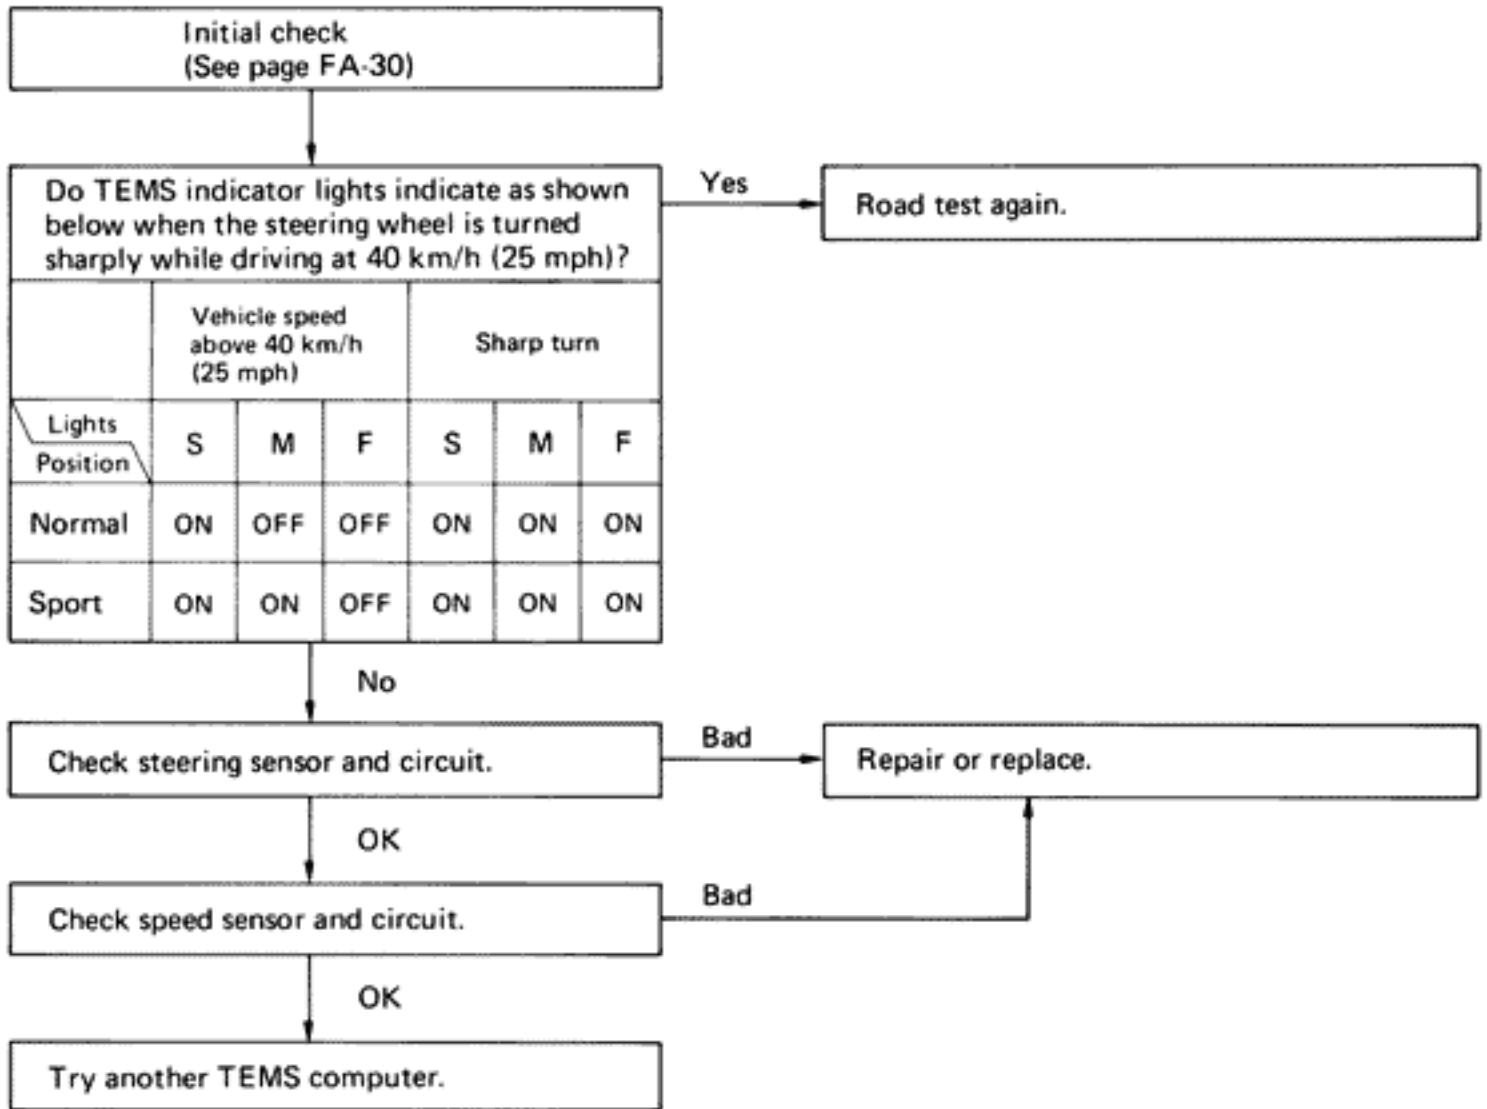 Initial check
(See page FA-30)
Do TEMS indicator lights indicate as shown
below when the steering wheel is turned
sharply while driving at 40 km/h (25 mph)?
Yes
Road test again.
Vehicle speed
above 40 km/h
(25 mph)
Sharp turn
Lights
Position
S M F S M F
Normal ON OFF OFF ON ON ON
Sport ON ON OFF ON ON ON
No
Check steering sensor and circuit.
Bad
Repair or replace.
OK
Check speed sensor and circuit.
Bad
OK
Try another TEMS computer.